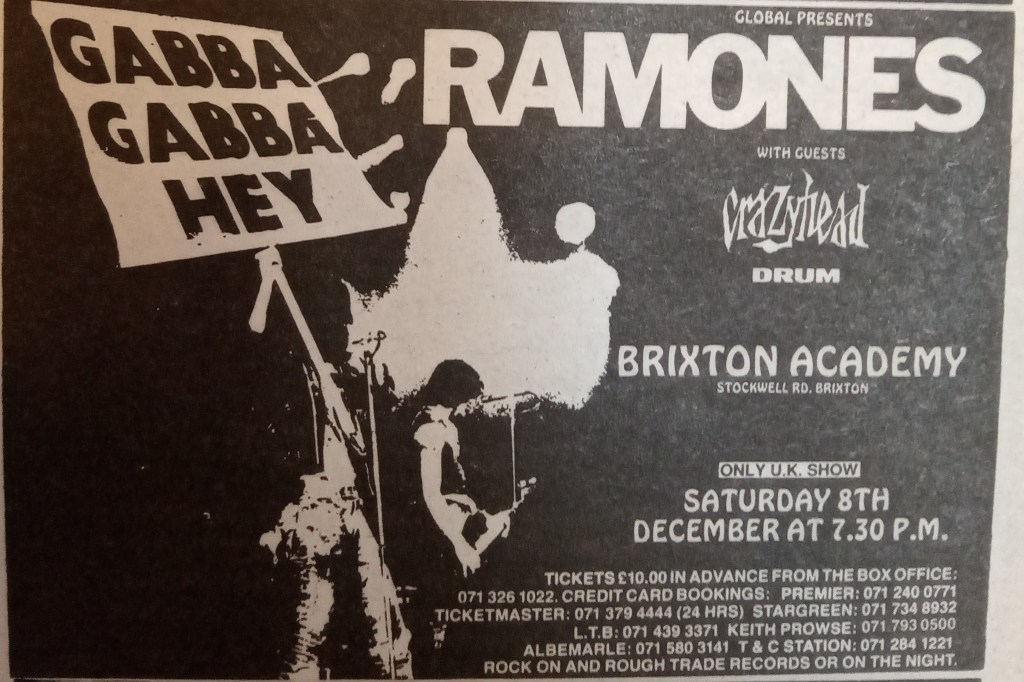 GABBA
GABBA
HEY
GLOBAL PRESENTS
RAMONES
WITH GUESTS
crazyhead
DRUM
BRIXTON ACADEMY
STOCKWELL RD. BRIXTON
ONLY U.K. SHOW
SATURDAY 8TH
DECEMBER AT 7.30 P.M.
TICKETS £10.00 IN ADVANCE FROM THE BOX OFFICE:
071 326 1022. CREDIT CARD BOOKINGS: PREMIER: 071 240 0771
TICKETMASTER: 071 379 4444 (24 HRS) STARGREEN: 071 734 8932
L.T.B: 071 439 3371 KEITH PROWSE: 071 793 0500
ALBEMARLE: 071 580 3141 T & C STATION: 071 284 1221
ROCK ON AND ROUGH TRADE RECORDS OR ON THE NIGHT.